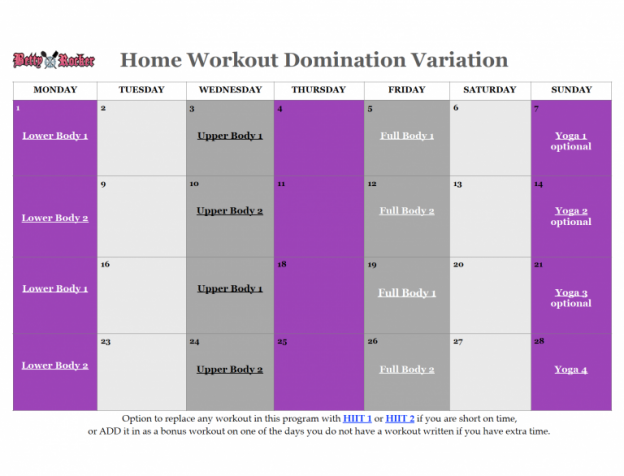 Betty Rocker
Home Workout Domination Variation
MONDAY TUESDAY WEDNESDAY THURSDAY FRIDAY SATURDAY SUNDAY
1 2 3 4 5 6 7
Lower Body 1 Upper Body 1 Full Body 1 Yoga 1
optional
9 10 11 12 13 14
Lower Body 2 Upper Body 2 Full Body 2 Yoga 2
optional
16 18 19 20 21
Lower Body 1 Upper Body 1 Full Body 1 Yoga 3
optional
23 24 25 26 27 28
Lower Body 2 Upper Body 2 Full Body 2 Yoga 4
Option to replace any workout in this program with HIIT 1 or HIIT 2 if you are short on time,
or ADD it in as a bonus workout on one of the days you do not have a workout written if you have extra time.